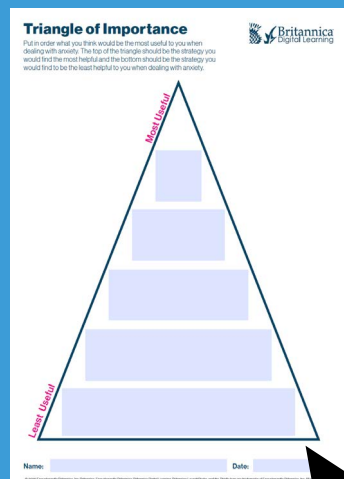 Triangle of Importance
Britannica
Digital Learning
Put in order what you think would be the most useful to you when
dealing with anxiety. The top of the triangle should be the strategy you
would find the most helpful and the bottom should be the strategy you
would find to be the least helpful to you when dealing with anxiety.
Most Useful
Least Useful
Name:
Date: